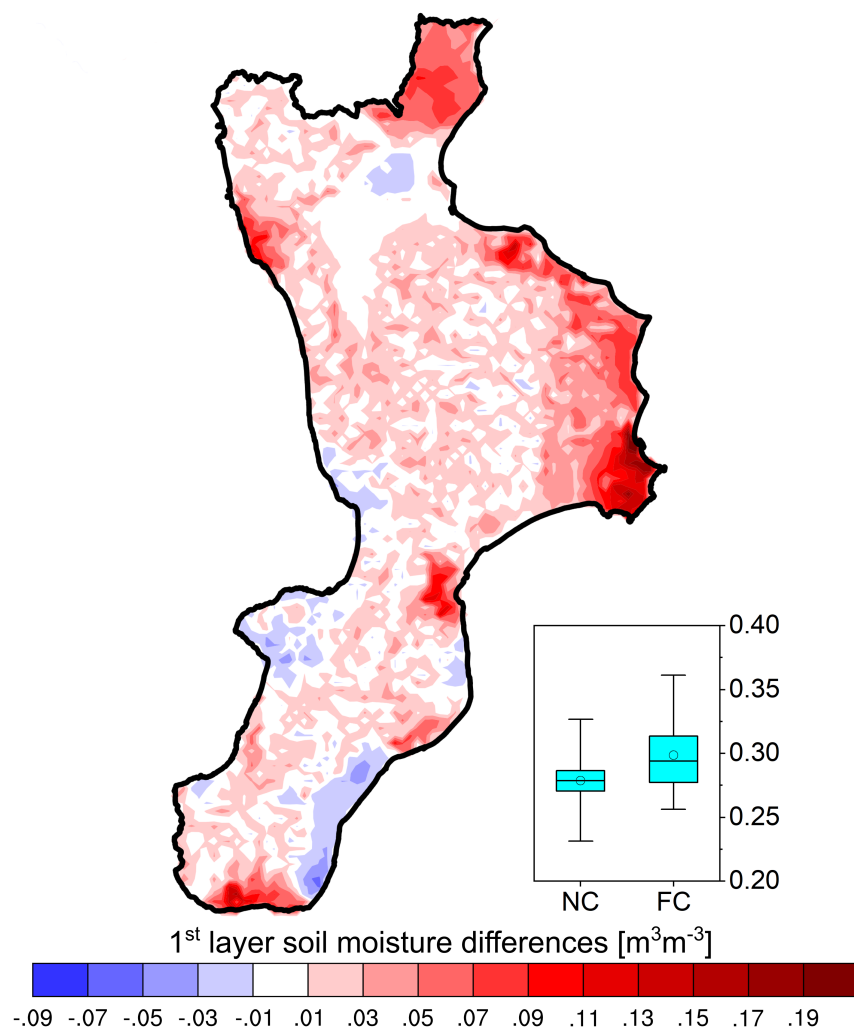 0.40
0.35
0.30
0.25
0.20
NC FC
1st layer soil moisture differences [m³m⁻³]
-.09 -.07 -.05 -.03 -.01 .01 .03 .05 .07 .09 .11 .13 .15 .17 .19